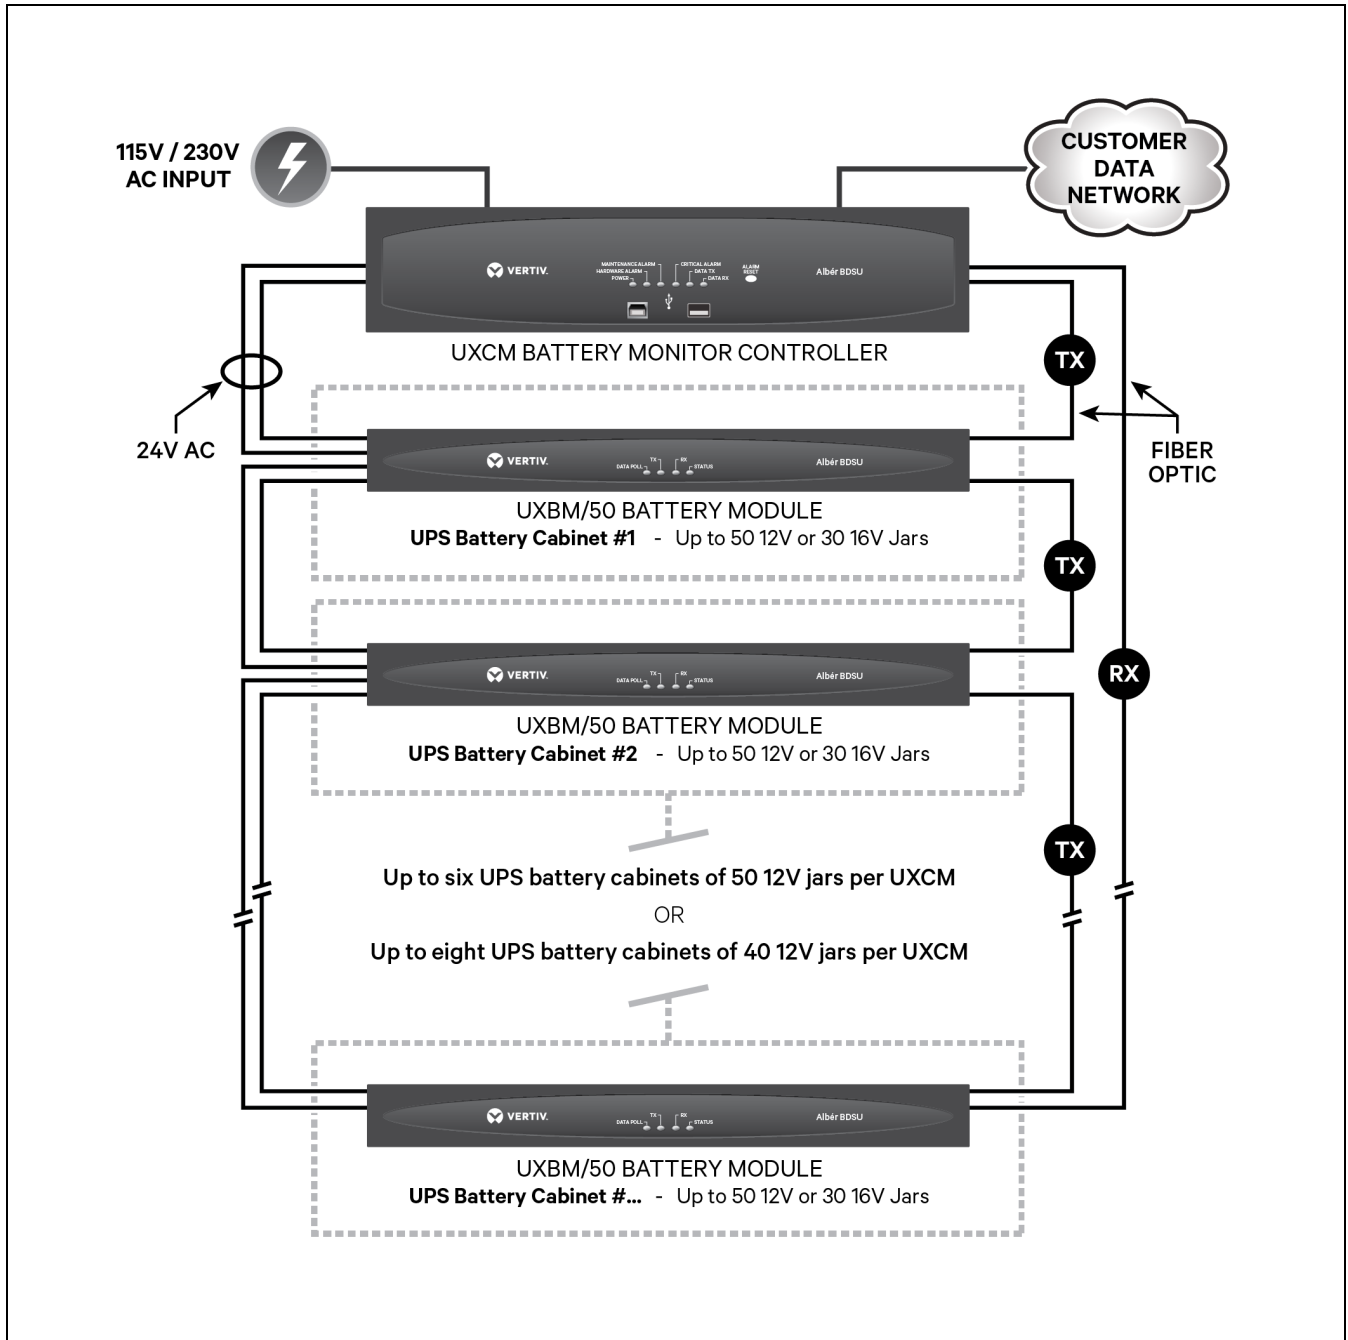 115V / 230V
AC INPUT
CUSTOMER
DATA
NETWORK
VERTIV.
MAINTENANCE ALARM
HARDWARE ALARM
POWER
CRITICAL ALARM
DATA TX
DATA RX
ALARM
RESET
Albér BDSU
UXCM BATTERY MONITOR CONTROLLER
TX
24V AC
FIBER
OPTIC
VERTIV.
DATA POLL
TX
RX
STATUS
Albér BDSU
UXBM/50 BATTERY MODULE
UPS Battery Cabinet #1 - Up to 50 12V or 30 16V Jars
TX
VERTIV.
DATA POLL
TX
RX
STATUS
Albér BDSU
RX
UXBM/50 BATTERY MODULE
UPS Battery Cabinet #2 - Up to 50 12V or 30 16V Jars
TX
Up to six UPS battery cabinets of 50 12V jars per UXCM
OR
Up to eight UPS battery cabinets of 40 12V jars per UXCM
VERTIV.
DATA POLL
TX
RX
STATUS
Albér BDSU
UXBM/50 BATTERY MODULE
UPS Battery Cabinet #... - Up to 50 12V or 30 16V Jars